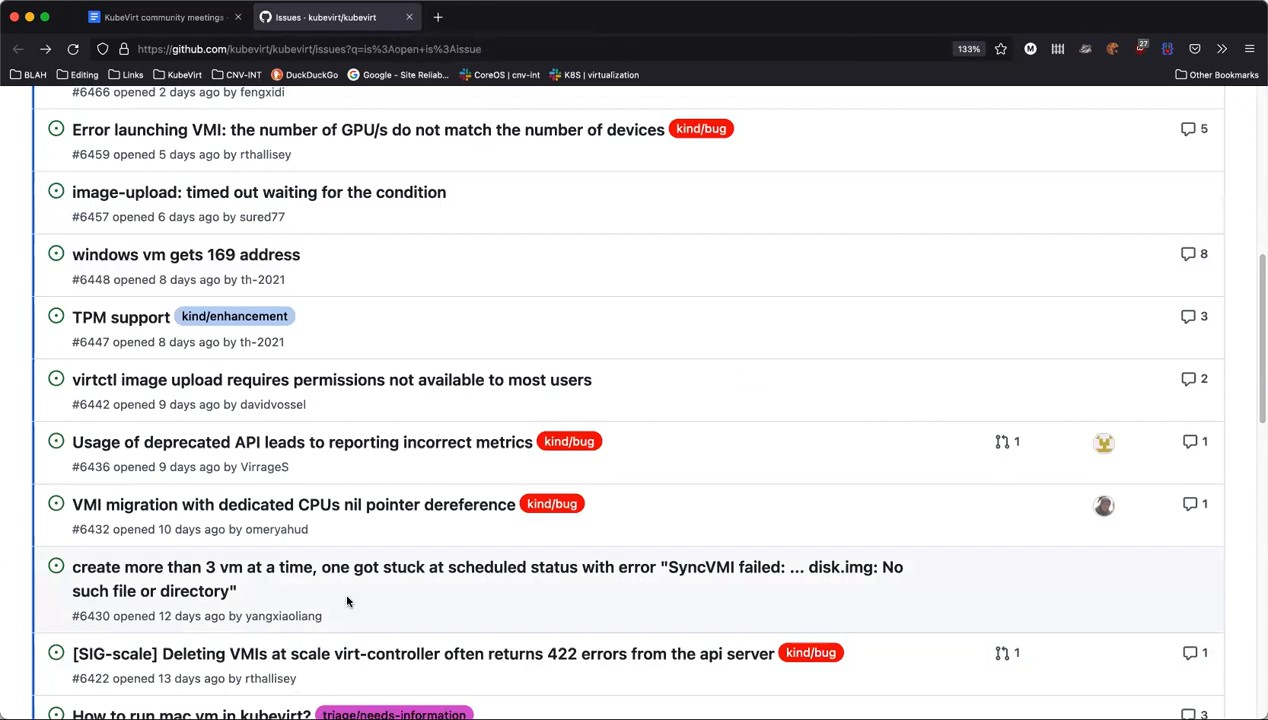 KubeVirt community meetings -
Issues · kubevirt/kubevirt
https://github.com/kubevirt/kubevirt/issues?q=is%3Aopen+is%3Aissue
133%
M
27
BLAH
Editing
Links
KubeVirt
CNV-INT
DuckDuckGo
Google - Site Reliab...
CoreOS | cnv-int
K8S | virtualization
Other Bookmarks
#6466 opened 2 days ago by fengxidi
Error launching VMI: the number of GPU/s do not match the number of devices kind/bug 5
#6459 opened 5 days ago by rthallisey
image-upload: timed out waiting for the condition
#6457 opened 6 days ago by sured77
windows vm gets 169 address 8
#6448 opened 8 days ago by th-2021
TPM support kind/enhancement 3
#6447 opened 8 days ago by th-2021
virtctl image upload requires permissions not available to most users 2
#6442 opened 9 days ago by davidvossel
Usage of deprecated API leads to reporting incorrect metrics kind/bug 1 1
#6436 opened 9 days ago by VirrageS
VMI migration with dedicated CPUs nil pointer dereference kind/bug 1
#6432 opened 10 days ago by omeryahud
create more than 3 vm at a time, one got stuck at scheduled status with error "SyncVMI failed: ... disk.img: No
such file or directory"
#6430 opened 12 days ago by yangxiaoliang
[SIG-scale] Deleting VMIs at scale virt-controller often returns 422 errors from the api server kind/bug 1 1
#6422 opened 13 days ago by rthallisey
How to run mac vm in kubevirt? triage/needs-information 3